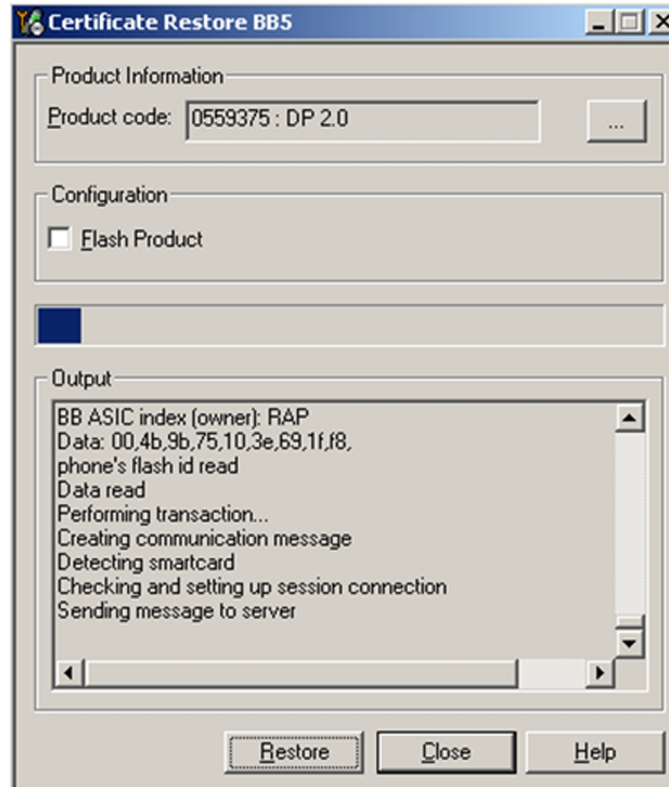 Certificate Restore BB5
Product Information
Product code: 0559375 : DP 2.0
...
Configuration
Flash Product
Output
BB ASIC index (owner): RAP
Data: 00,4b,9b,75,10,3e,69,1f,f8,
phone's flash id read
Data read
Performing transaction...
Creating communication message
Detecting smartcard
Checking and setting up session connection
Sending message to server
Restore Close Help